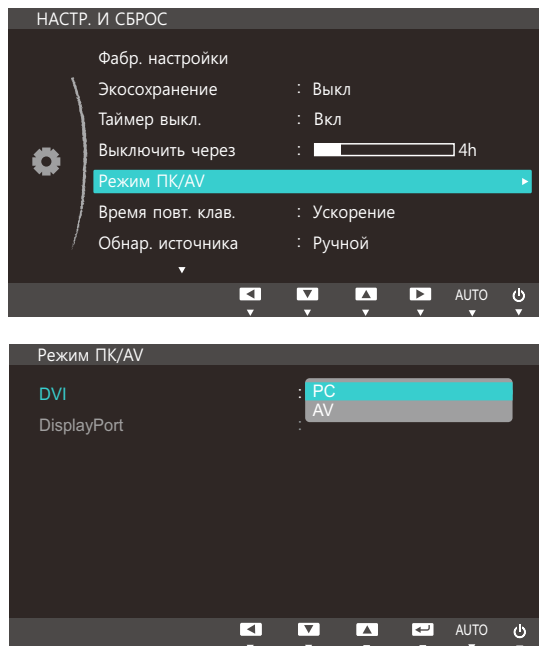 НАСТР. И СБРОС
Фабр. настройки
Экосохранение : Выкл
Таймер выкл. : Вкл
Выключить через : 4h
Режим ПК/AV
Время повт. клав. : Ускорение
Обнар. источника : Ручной
AUTO
Режим ПК/AV
DVI : PC
AV
DisplayPort :
AUTO